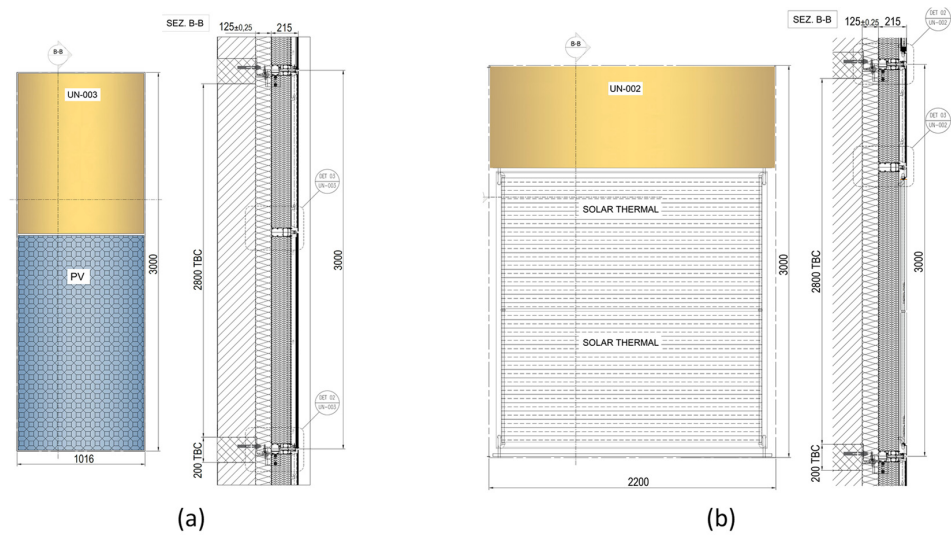 SEZ. B-B
125±0,25
215
B-B
UN-003
DET 03
UN-003
3000
2800 TBC
3000
PV
DET 02
UN-003
200 TBC
1016
(a)
SEZ. B-B
125±0,25
215
DET 02
UN-002
B-B
UN-002
DET 03
UN-002
SOLAR THERMAL
3000
2800 TBC
3000
SOLAR THERMAL
200 TBC
2200
(b)